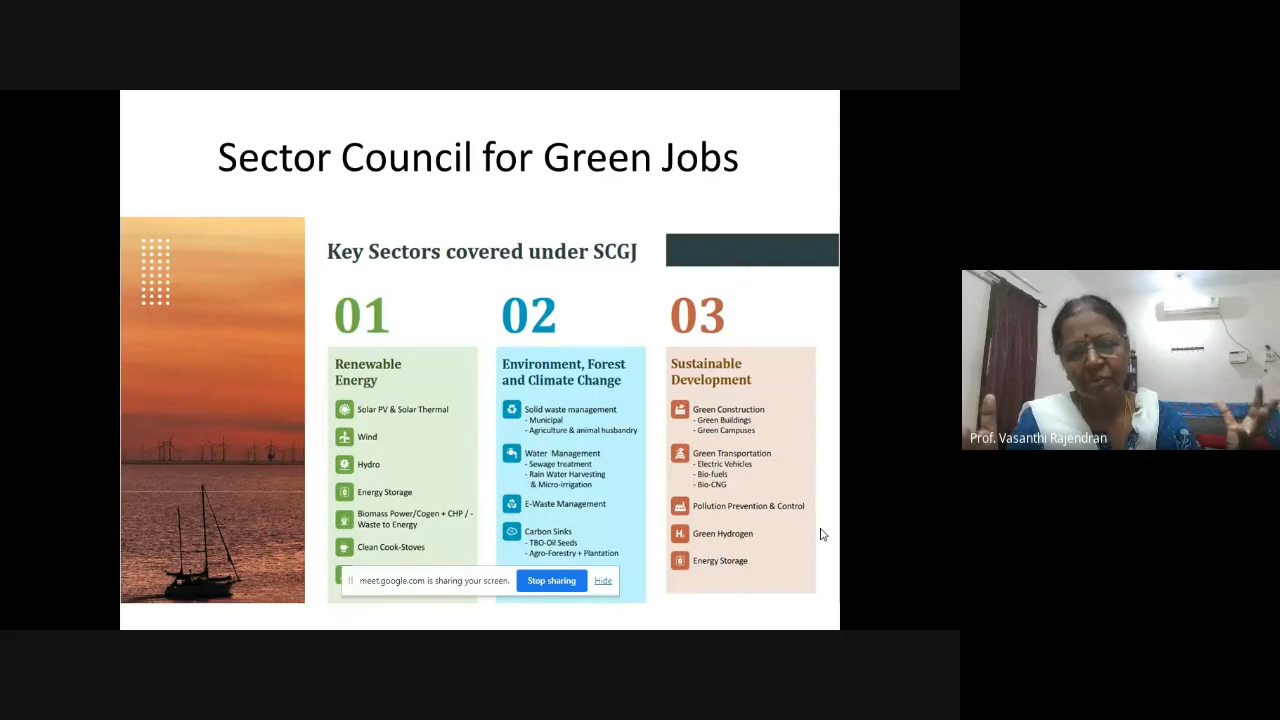 Sector Council for Green Jobs
Key Sectors covered under SCGJ
01
Renewable
Energy
Solar PV & Solar Thermal
Wind
Hydro
Energy Storage
Biomass Power/Cogen + CHP / -
Waste to Energy
Clean Cook-Stoves
02
Environment, Forest
and Climate Change
Solid waste management
- Municipal
- Agriculture & animal husbandry
Water Management
- Sewage treatment
- Rain Water Harvesting
& Micro-irrigation
E-Waste Management
Carbon Sinks
- TBO-Oil Seeds
- Agro-Forestry + Plantation
03
Sustainable
Development
Green Construction
- Green Buildings
- Green Campuses
Green Transportation
- Electric Vehicles
- Bio-fuels
- Bio-CNG
Pollution Prevention & Control
Green Hydrogen
Energy Storage
meet.google.com is sharing your screen. Stop sharing Hide
Prof. Vasanthi Rajendran